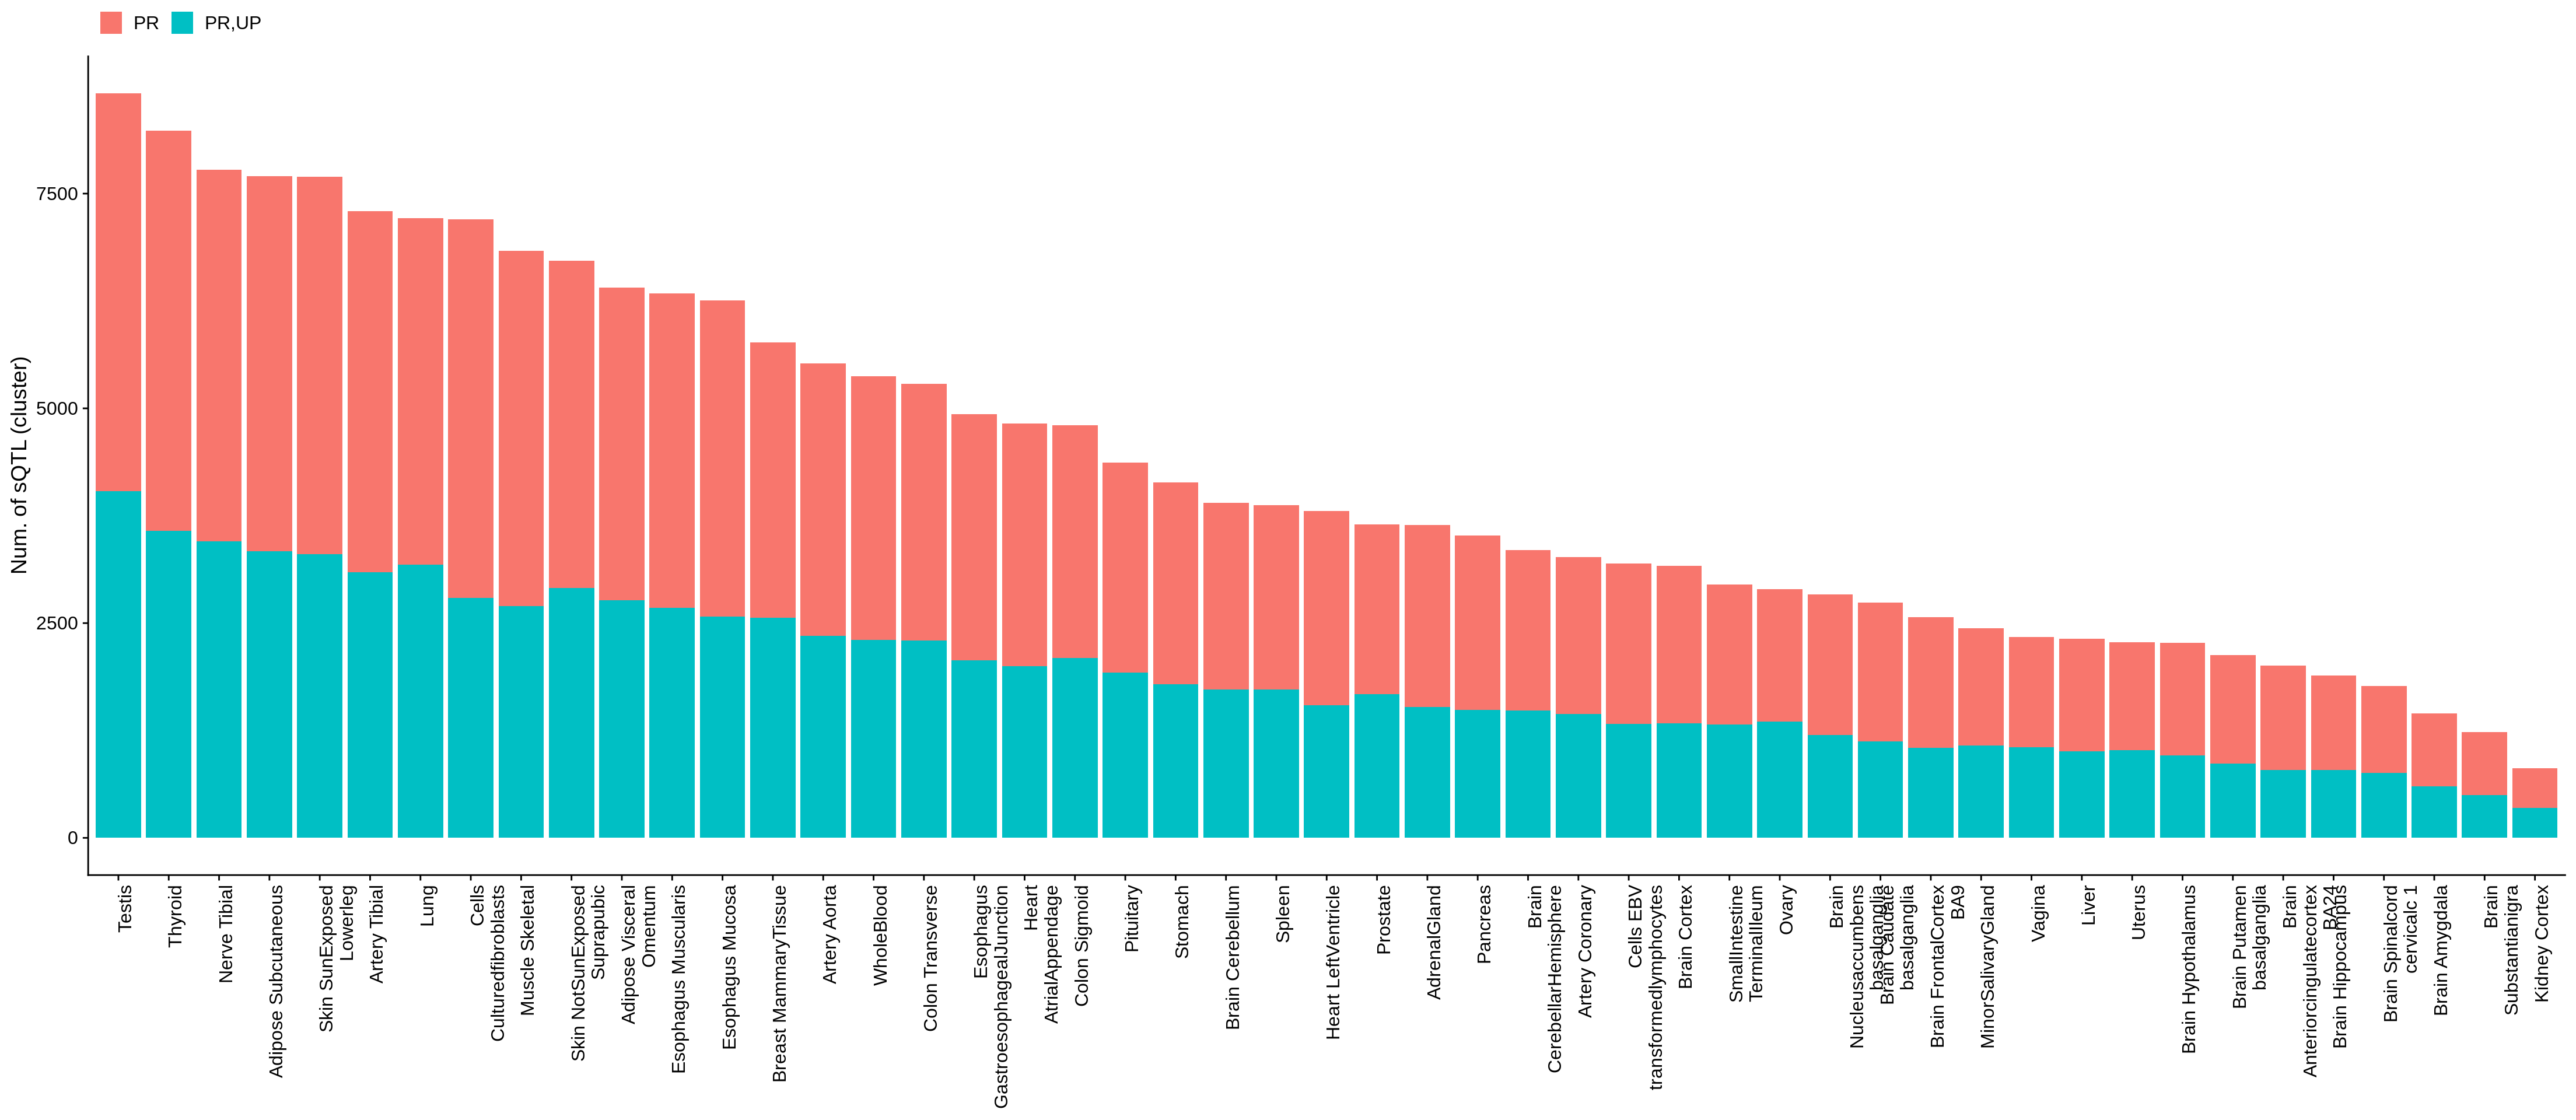 PR PR,UP
Num. of sQTL (cluster)
7500
5000
2500
0
Testis
Thyroid
Nerve Tibial
Adipose Subcutaneous
Skin SunExposed
Lowerleg
Artery Tibial
Lung
Cells
Culturedfibroblasts
Muscle Skeletal
Skin NotSunExposed
Suprapubic
Adipose Visceral
Omentum
Esophagus Muscularis
Esophagus Mucosa
Breast MammaryTissue
Artery Aorta
WholeBlood
Colon Transverse
Esophagus
GastroesophagealJunction
Heart
AtrialAppendage
Colon Sigmoid
Pituitary
Stomach
Brain Cerebellum
Spleen
Heart LeftVentricle
Prostate
AdrenalGland
Pancreas
Brain
CerebellarHemisphere
Artery Coronary
Cells EBV
transformedlymphocytes
Brain Cortex
SmallIntestine
TerminalIleum
Ovary
Brain
Nucleusaccumbens
basalganglia
Brain Caudate
basalganglia
Brain FrontalCortex
BA9
MinorSalivaryGland
Vagina
Liver
Uterus
Brain Hypothalamus
Brain Putamen
basalganglia
Brain
Anteriorcingulatecortex
BA24
Brain Hippocampus
Brain Spinalcord
cervicalc 1
Brain Amygdala
Brain
Substantianigra
Kidney Cortex